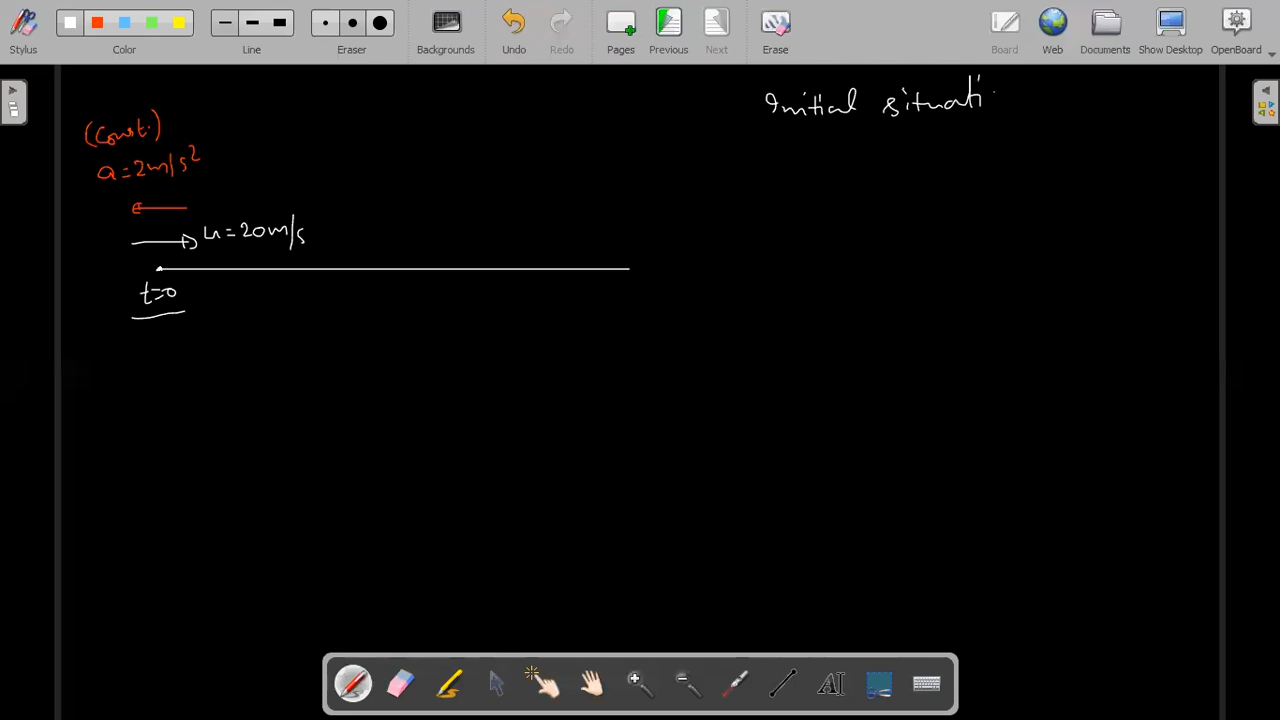 Stylus
Color
Line
Eraser
Backgrounds
Undo
Redo
Pages
Previous
Next
Erase
Board
Web
Documents
Show Desktop
OpenBoard
Initial situati
(Const.)
a=2m/s²
u=20m/s
t=0
AI